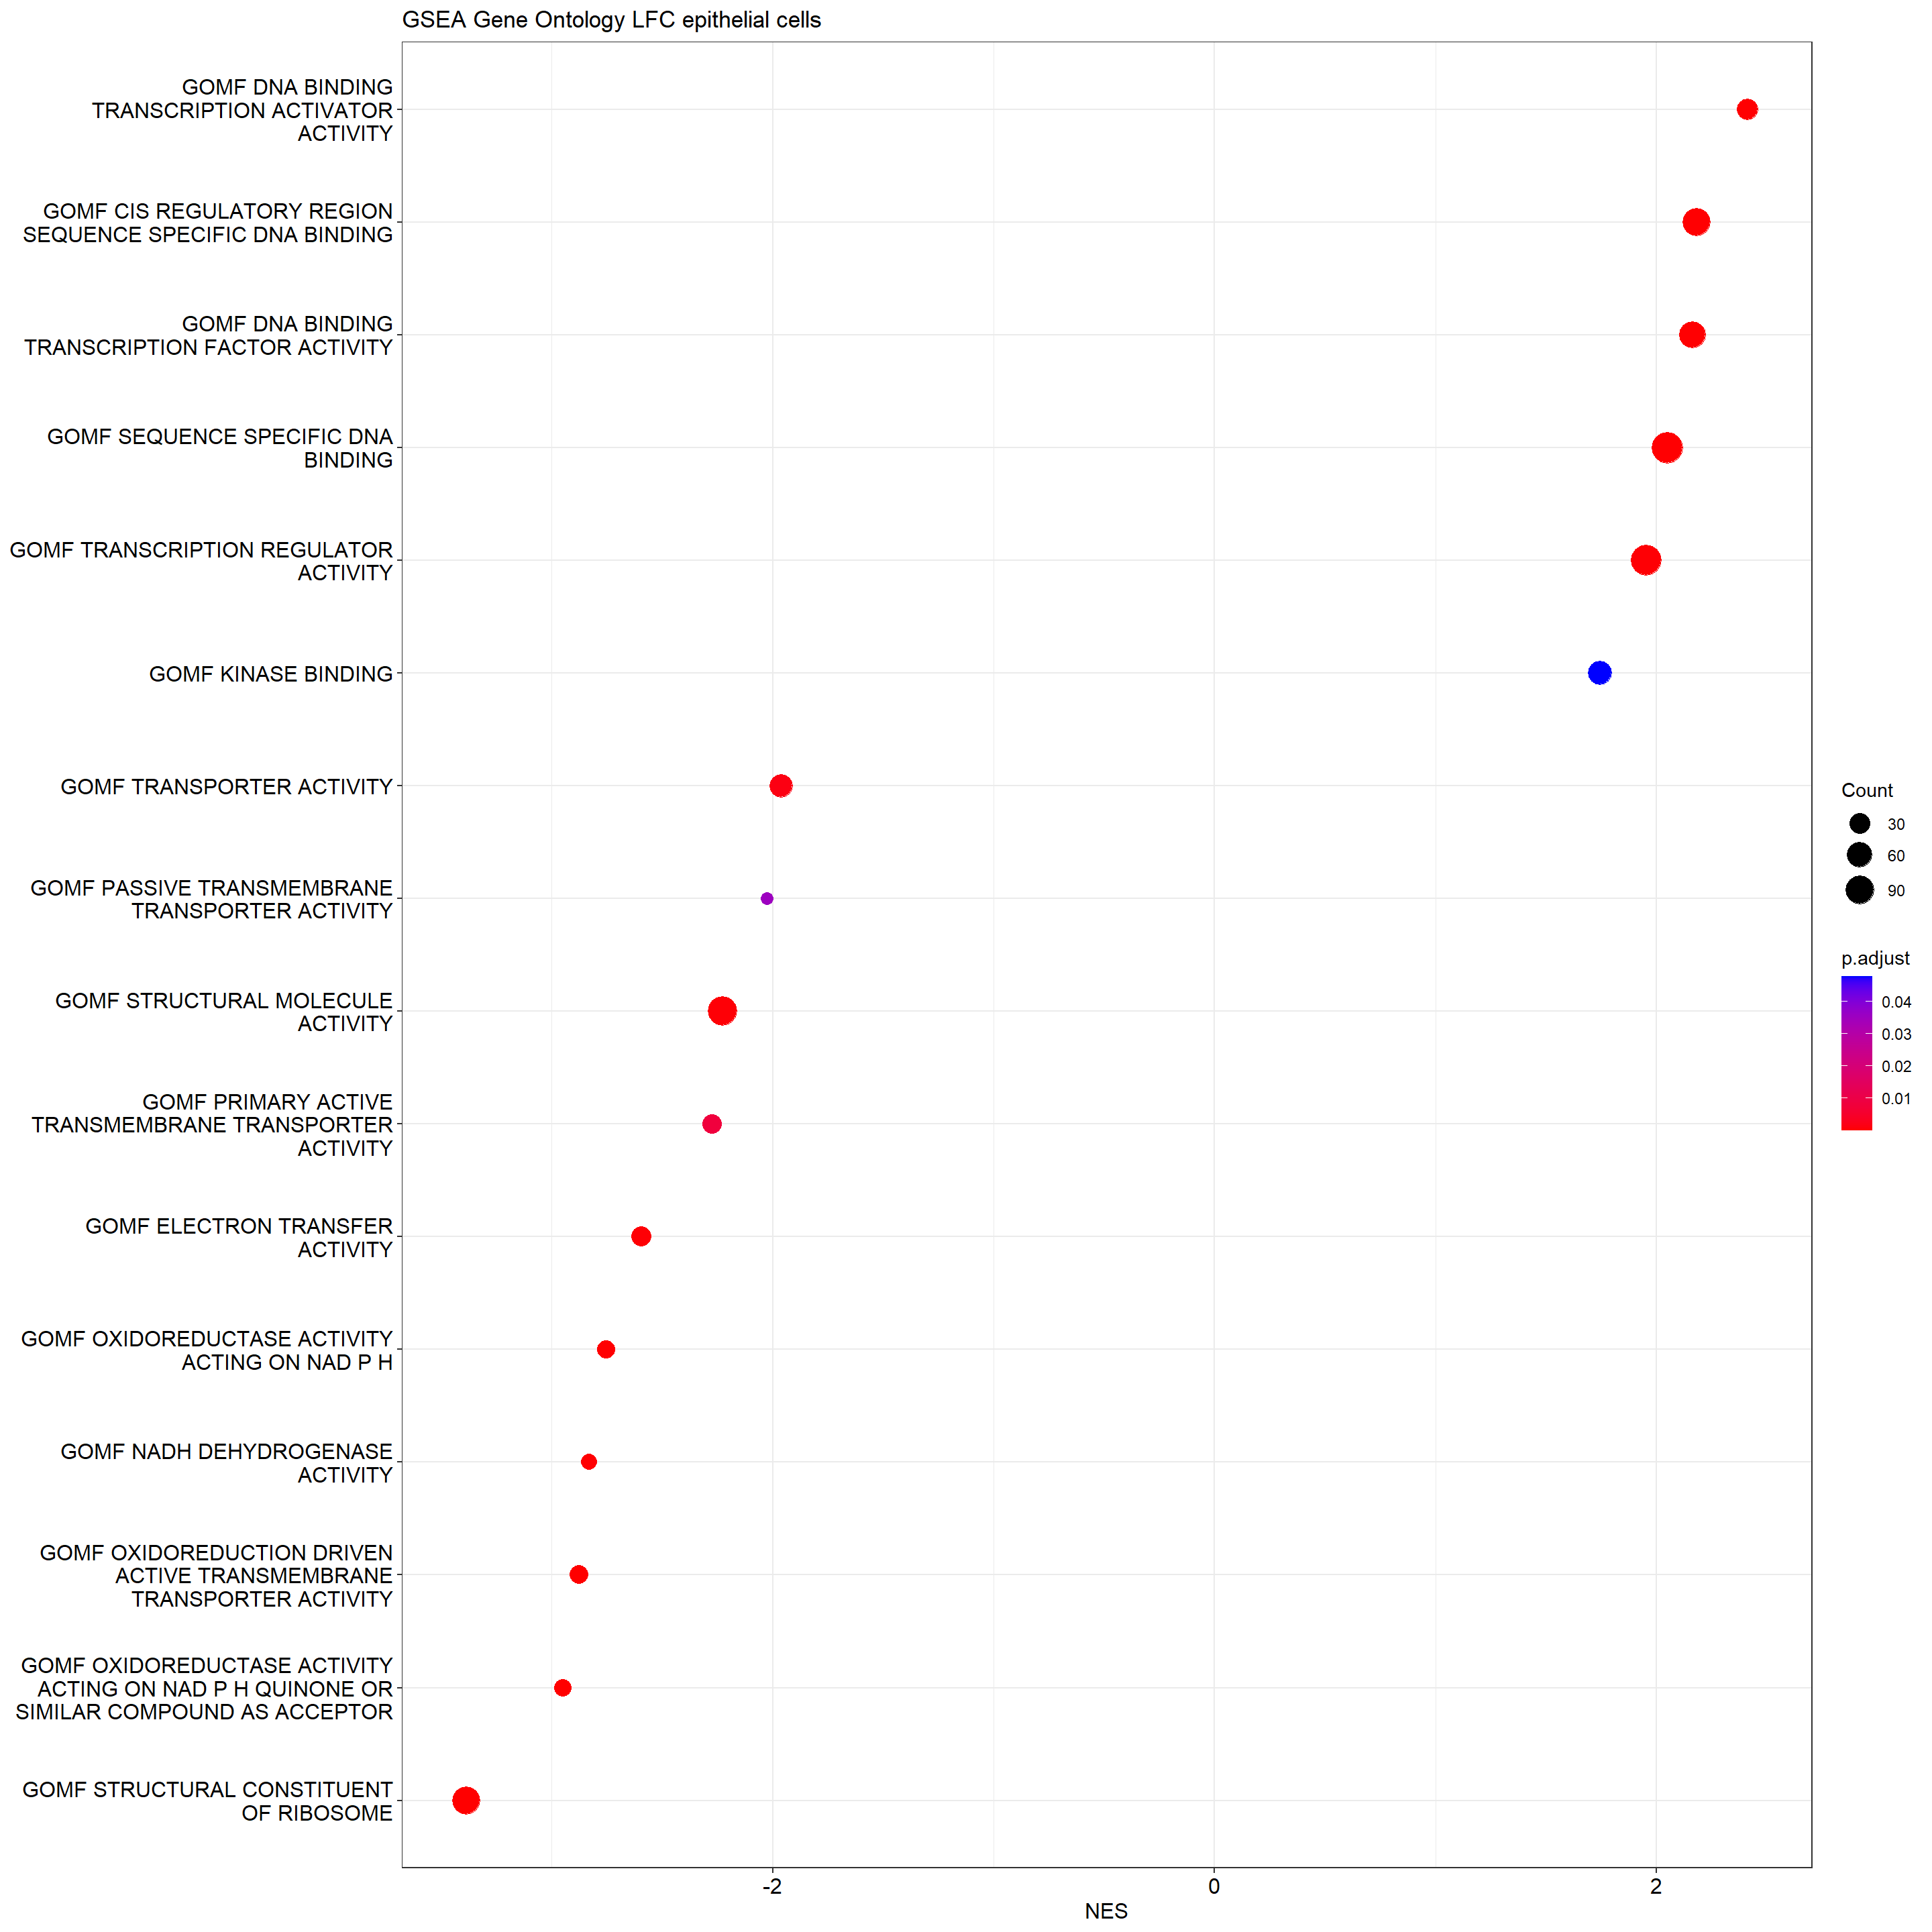 GSEA Gene Ontology LFC epithelial cells
GOMF DNA BINDING
TRANSCRIPTION ACTIVATOR
ACTIVITY
GOMF CIS REGULATORY REGION
SEQUENCE SPECIFIC DNA BINDING
GOMF DNA BINDING
TRANSCRIPTION FACTOR ACTIVITY
GOMF SEQUENCE SPECIFIC DNA
BINDING
GOMF TRANSCRIPTION REGULATOR
ACTIVITY
GOMF KINASE BINDING
GOMF TRANSPORTER ACTIVITY
GOMF PASSIVE TRANSMEMBRANE
TRANSPORTER ACTIVITY
GOMF STRUCTURAL MOLECULE
ACTIVITY
GOMF PRIMARY ACTIVE
TRANSMEMBRANE TRANSPORTER
ACTIVITY
GOMF ELECTRON TRANSFER
ACTIVITY
GOMF OXIDOREDUCTASE ACTIVITY
ACTING ON NAD P H
GOMF NADH DEHYDROGENASE
ACTIVITY
GOMF OXIDOREDUCTION DRIVEN
ACTIVE TRANSMEMBRANE
TRANSPORTER ACTIVITY
GOMF OXIDOREDUCTASE ACTIVITY
ACTING ON NAD P H QUINONE OR
SIMILAR COMPOUND AS ACCEPTOR
GOMF STRUCTURAL CONSTITUENT
OF RIBOSOME
-2
0
2
NES
Count
30
60
90
p.adjust
0.04
0.03
0.02
0.01